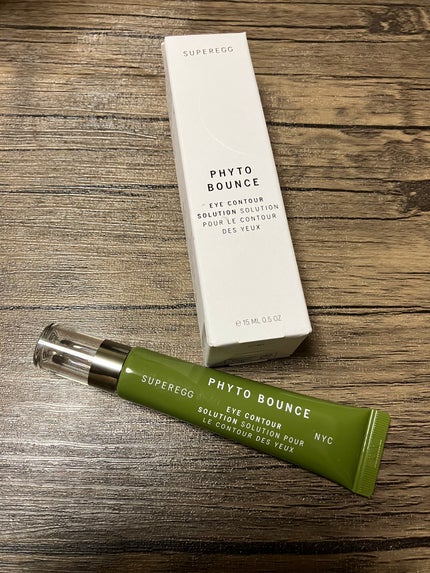 SUPEREGG
PHYTO
BOUNCE
EYE CONTOUR
SOLUTION SOLUTION
POUR LE CONTOUR
DES YEUX
℮ 15 ML 0.5 OZ
SUPEREGG
PHYTO BOUNCE
EYE CONTOUR
SOLUTION SOLUTION POUR
LE CONTOUR DES YEUX
NYC